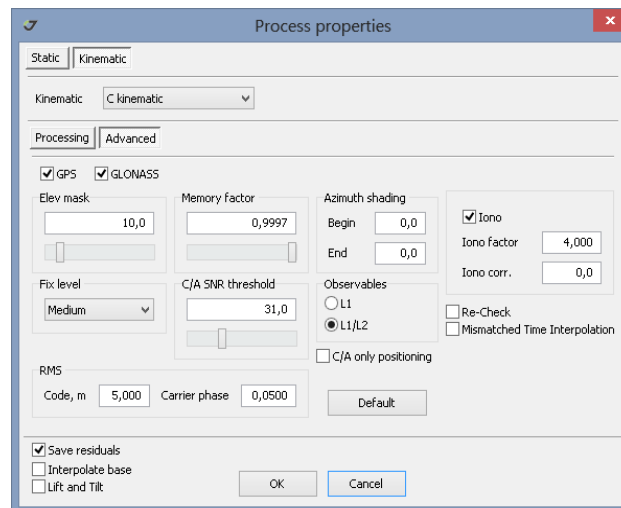 Process properties
Static Kinematic
Kinematic C kinematic
Processing Advanced
GPS GLONASS
Elev mask Memory factor Azimuth shading
10,0 0,9997 Begin 0,0 Iono
End 0,0 Iono factor 4,000
Iono corr. 0,0
Fix level C/A SNR threshold Observables
Medium 31,0 L1 Re-Check
L1/L2 Mismatched Time Interpolation
C/A only positioning
RMS
Code, m 5,000 Carrier phase 0,0500 Default
Save residuals
Interpolate base
Lift and Tilt OK Cancel